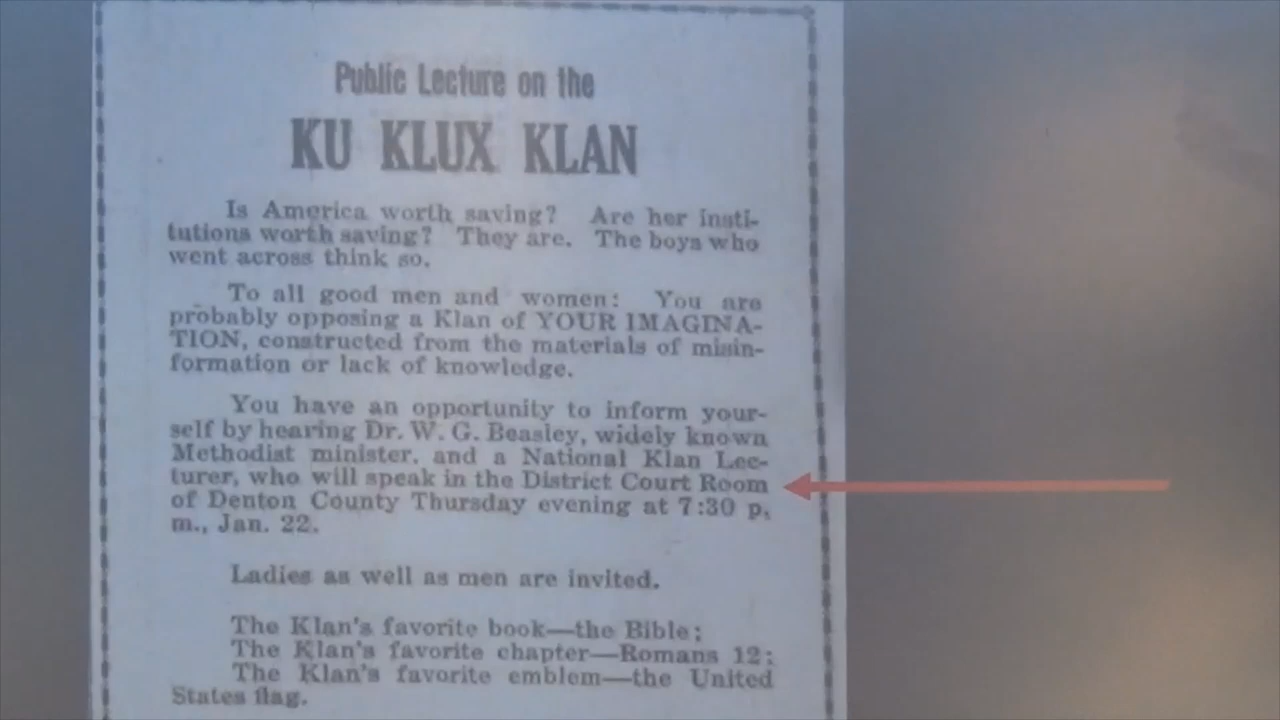 Public Lecture on the
KU KLUX KLAN
Is America worth saving? Are her insti-
tutions worth saving? They are. The boys who
went across think so.
To all good men and women: You are
probably opposing a Klan of YOUR IMAGINA-
TION, constructed from the materials of misin-
formation or lack of knowledge.
You have an opportunity to inform your-
self by hearing Dr. W. G. Beasley, widely known
Methodist minister, and a National Klan Lec-
turer, who will speak in the District Court Room
of Denton County Thursday evening at 7:30 p.
m., Jan. 22.
Ladies as well as men are invited.
The Klan's favorite book—the Bible;
The Klan's favorite chapter—Romans 12;
The Klan's favorite emblem—the United
States flag.